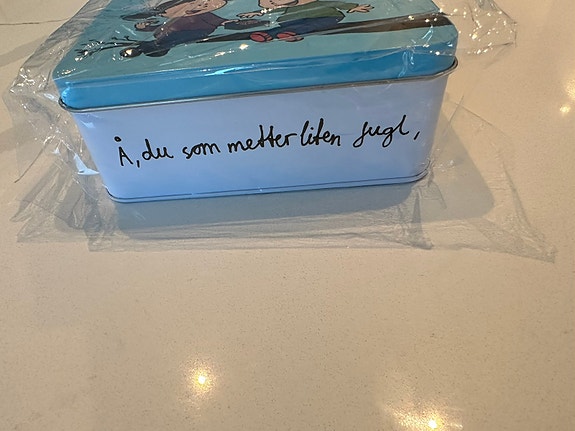 Å, du som metter liten fugl,